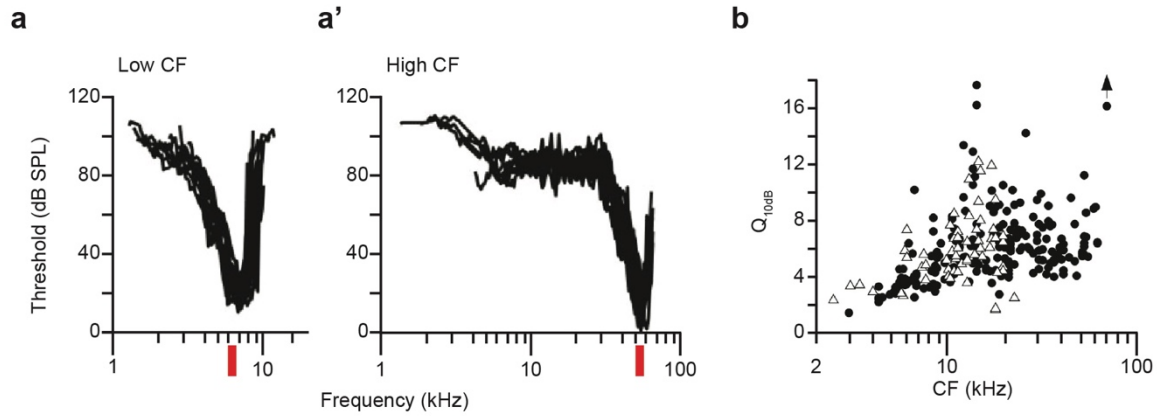 a
a’
b
Low CF
High CF
Threshold (dB SPL)
120
80
40
0
1
10
120
80
40
0
1
10
100
Frequency (kHz)
Q10dB
16
12
8
4
0
2
10
100
CF (kHz)